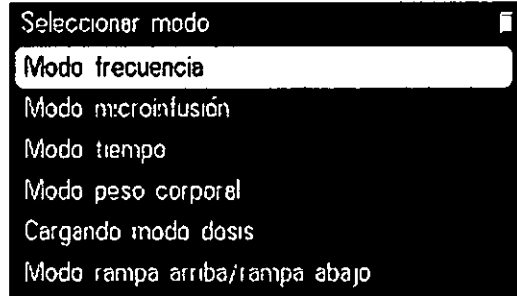 Seleccionar modo
Modo frecuencia
Modo microinfusión
Modo tiempo
Modo peso corporal
Cargando modo dosis
Modo rampa arriba/rampa abajo